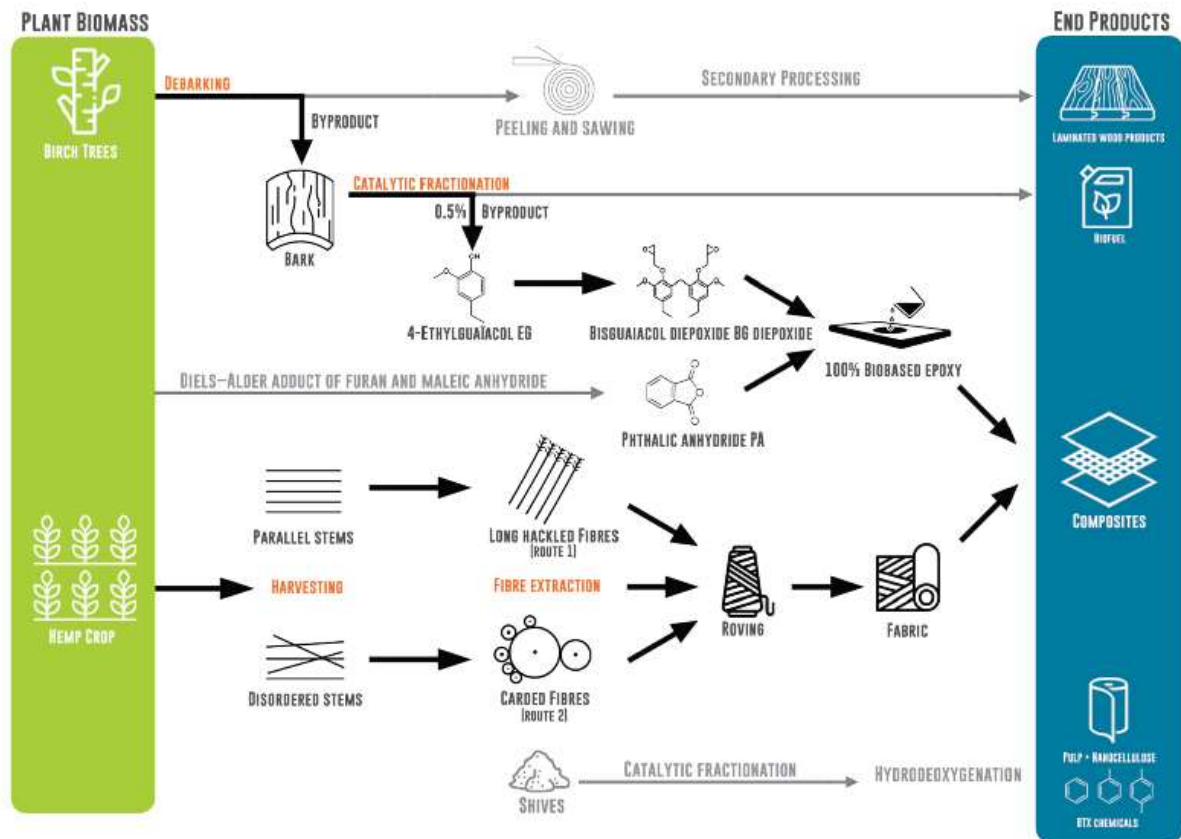 PLANT BIOMASS
END PRODUCTS
DEBARKING
SECONDARY PROCESSING
BYPRODUCT
PEELING AND SAWING
BIRCH TREES
LAMINATED WOOD PRODUCTS
CATALYTIC FRACTIONATION
0.5% BYPRODUCT
BARK
BIOFUEL
OH
O
O
O
O
O
O
O
4-ETHYLGUAÏACOL EG
BISGUAIACOL DIEPOXIDE BG DIEPOXIDE
100% BIOBASED EPOXY
DIELS–ALDER ADDUCT OF FURAN AND MALEIC ANHYDRIDE
O
O
O
PHTHALIC ANHYDRIDE PA
PARALLEL STEMS
LONG HACKLED FIBRES
(ROUTE 1)
COMPOSITES
HARVESTING
FIBRE EXTRACTION
HEMP CROP
ROVING
FABRIC
DISORDERED STEMS
CARDED FIBRES
(ROUTE 2)
PULP + NANOCELLULOSE
CATALYTIC FRACTIONATION
HYDRODEOXYGENATION
SHIVES
BTX CHEMICALS